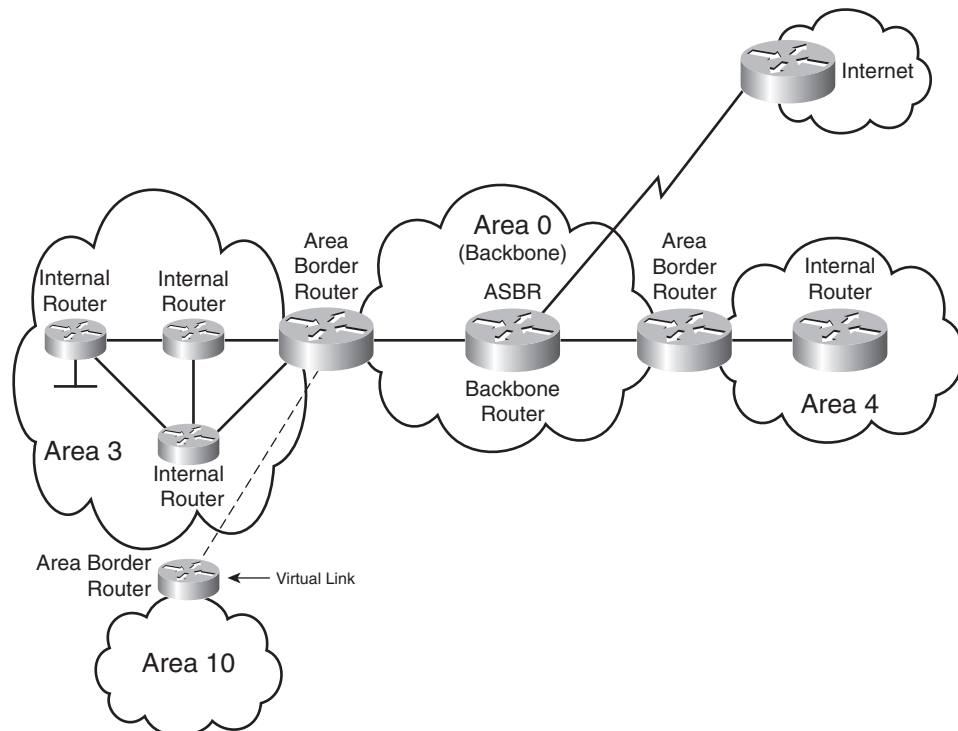 Internet
Area 0
(Backbone)
Area
Border
Router
Area
Border
Router
Internal
Router
Internal
Router
Internal
Router
ASBR
Backbone
Router
Area 4
Area 3
Internal
Router
Area Border
Router
Virtual Link
Area 10